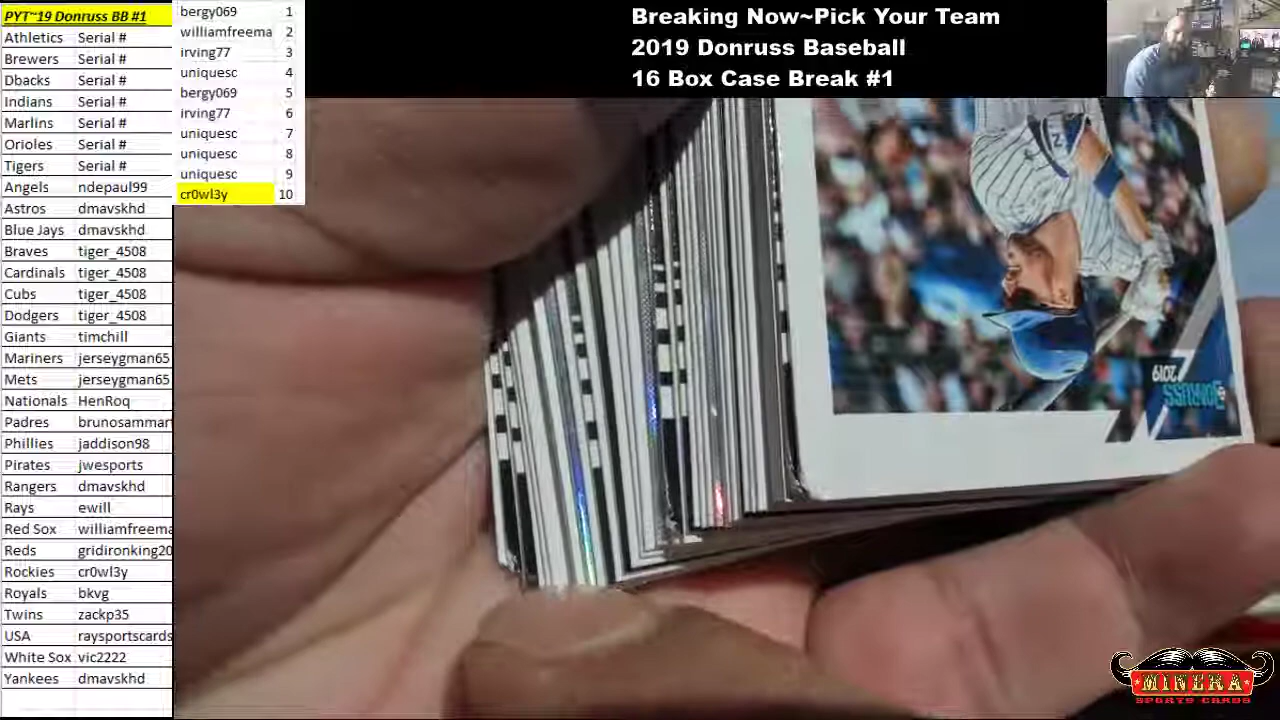 PYT~19 Donruss BB #1
Athletics Serial #
Brewers Serial #
Dbacks Serial #
Indians Serial #
Marlins Serial #
Orioles Serial #
Tigers Serial #
Angels ndepaul99
Astros dmavskhd
Blue Jays dmavskhd
Braves tiger_4508
Cardinals tiger_4508
Cubs tiger_4508
Dodgers tiger_4508
Giants timchill
Mariners jerseygman65
Mets jerseygman65
Nationals HenRoq
Padres brunosammar
Phillies jaddison98
Pirates jwesports
Rangers dmavskhd
Rays ewill
Red Sox williamfreema
Reds gridironking20
Rockies cr0wl3y
Royals bkvg
Twins zackp35
USA raysportscards
White Sox vic2222
Yankees dmavskhd
bergy069 1
williamfreema 2
irving77 3
uniquesc 4
bergy069 5
irving77 6
uniquesc 7
uniquesc 8
uniquesc 9
cr0wl3y 10
Breaking Now~Pick Your Team
2019 Donruss Baseball
16 Box Case Break #1
2019
DONRUSS
MINERA
SPORTS CARDS